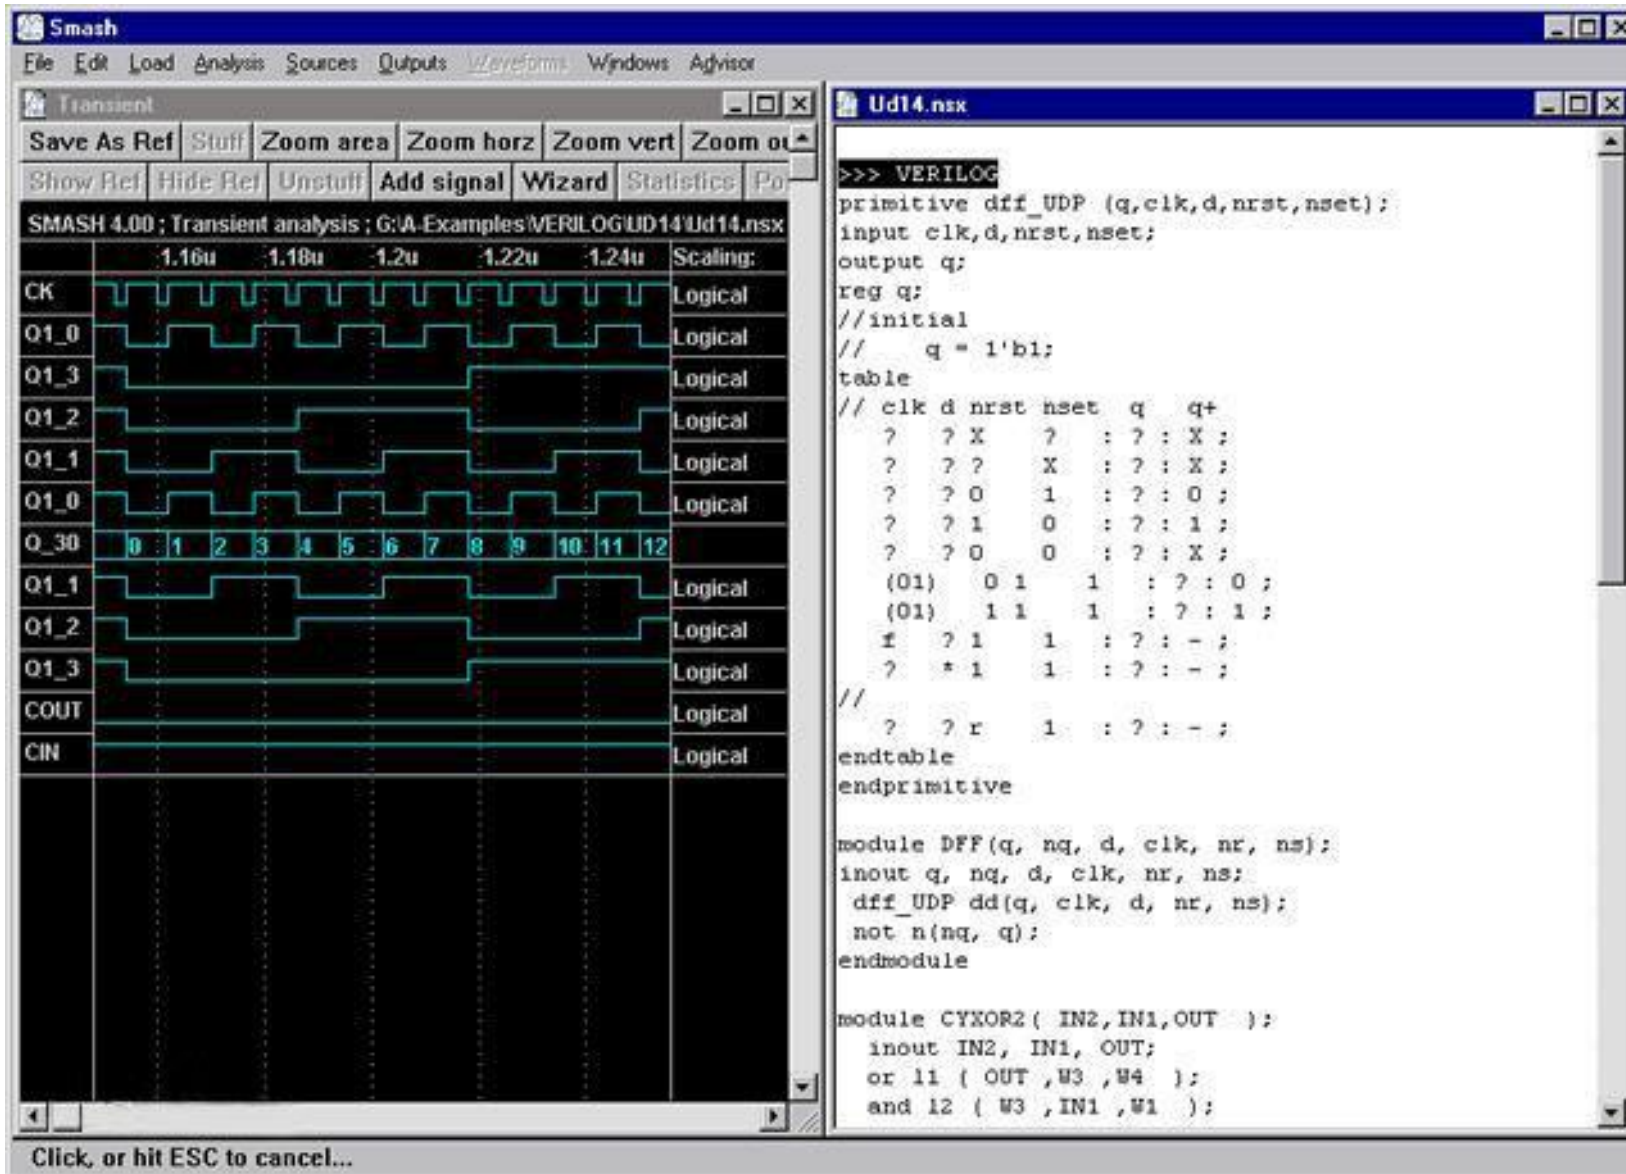 Smash
File Edit Load Analysis Sources Outputs Waveforms Windows Advisor
Transient
Save As Ref Stuff Zoom area Zoom horz Zoom vert Zoom ou
Show Ref Hide Ref Unstuff Add signal Wizard Statistics Po
SMASH 4.00 ; Transient analysis ; G:\A-Examples\VERILOG\UD14\Ud14.nsx
1.16u 1.18u 1.2u 1.22u 1.24u Scaling:
CK Logical
Q1_0 Logical
Q1_3 Logical
Q1_2 Logical
Q1_1 Logical
Q1_0 Logical
Q_30 0 1 2 3 4 5 6 7 8 9 10 11 12
Q1_1 Logical
Q1_2 Logical
Q1_3 Logical
COUT Logical
CIN Logical
Ud14.nsx
>>> VERILOG
primitive dff_UDP (q,clk,d,nrst,nset);
input clk,d,nrst,nset;
output q;
reg q;
//initial
// q = 1'b1;
table
// clk d nrst nset q q+
? ? X ? : ? : X ;
? ? ? X : ? : X ;
? ? 0 1 : ? : 0 ;
? ? 1 0 : ? : 1 ;
? ? 0 0 : ? : X ;
(01) 0 1 1 : ? : 0 ;
(01) 1 1 1 : ? : 1 ;
f ? 1 1 : ? : - ;
? * 1 1 : ? : - ;
//
? ? r 1 : ? : - ;
endtable
endprimitive
module DFF(q, nq, d, clk, nr, ns);
inout q, nq, d, clk, nr, ns;
dff_UDP dd(q, clk, d, nr, ns);
not n(nq, q);
endmodule
module CYXOR2( IN2,IN1,OUT );
inout IN2, IN1, OUT;
or l1 ( OUT ,W3 ,W4 );
and l2 ( W3 ,IN1 ,W1 );
Click, or hit ESC to cancel...